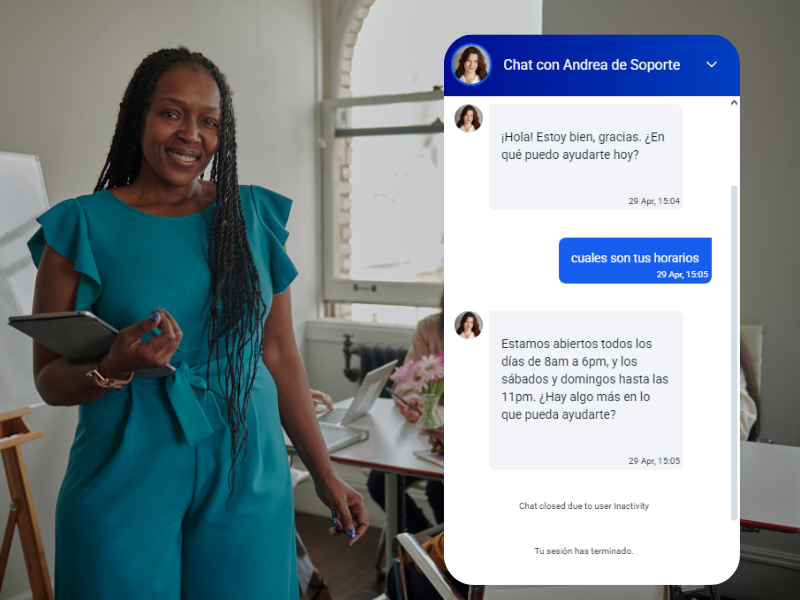 Chat con Andrea de Soporte
¡Hola! Estoy bien, gracias. ¿En
qué puedo ayudarte hoy?
29 Apr, 15:04
cuales son tus horarios
29 Apr, 15:05
Estamos abiertos todos los
días de 8am a 6pm, y los
sábados y domingos hasta las
11pm. ¿Hay algo más en lo
que pueda ayudarte?
29 Apr, 15:05
Chat closed due to user Inactivity
Tu sesión has terminado.